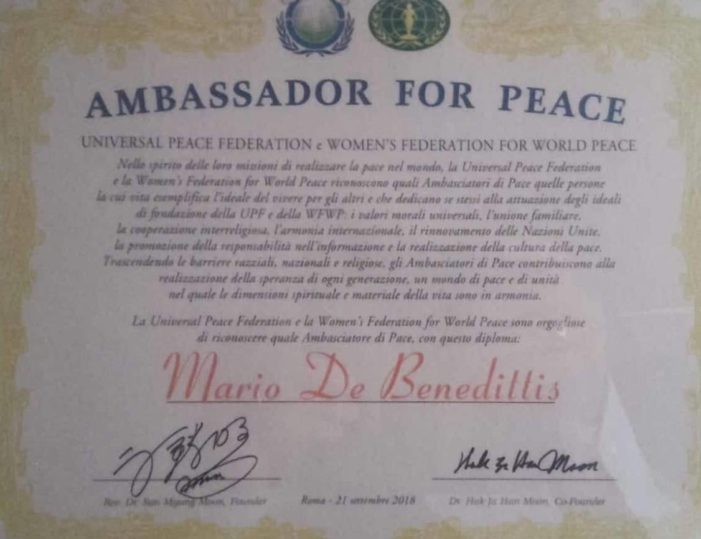 AMBASSADOR FOR PEACE
UNIVERSAL PEACE FEDERATION e WOMEN'S FEDERATION FOR WORLD PEACE
Nello spirito delle loro missioni di realizzare la pace nel mondo, la Universal Peace Federation
e la Women's Federation for World Peace riconoscono quali Ambasciatori di Pace quelle persone
la cui vita esemplifica l'ideale del vivere per gli altri e che dedicano se stessi alla attuazione degli ideali
di fondazione della UPF e della WFWP: i valori morali universali, l'unione familiare,
la cooperazione interreligiosa, l'armonia internazionale, il rinnovamento delle Nazioni Unite,
la promozione della responsabilità nell'informazione e la realizzazione della cultura della pace.
Trascendendo le barriere razziali, nazionali e religiose, gli Ambasciatori di Pace contribuiscono alla
realizzazione della speranza di ogni generazione, un mondo di pace e di unità
nel quale le dimensioni spirituale e materiale della vita sono in armonia.
La Universal Peace Federation e la Women's Federation for World Peace sono orgogliose
di riconoscere quale Ambasciatore di Pace, con questo diploma:
Mario De Benedittis
Hak Ja Han Moon
Rev. Dr. Sun Myung Moon, Founder Roma - 21 settembre 2018 Dr. Hak Ja Han Moon, Co-Founder